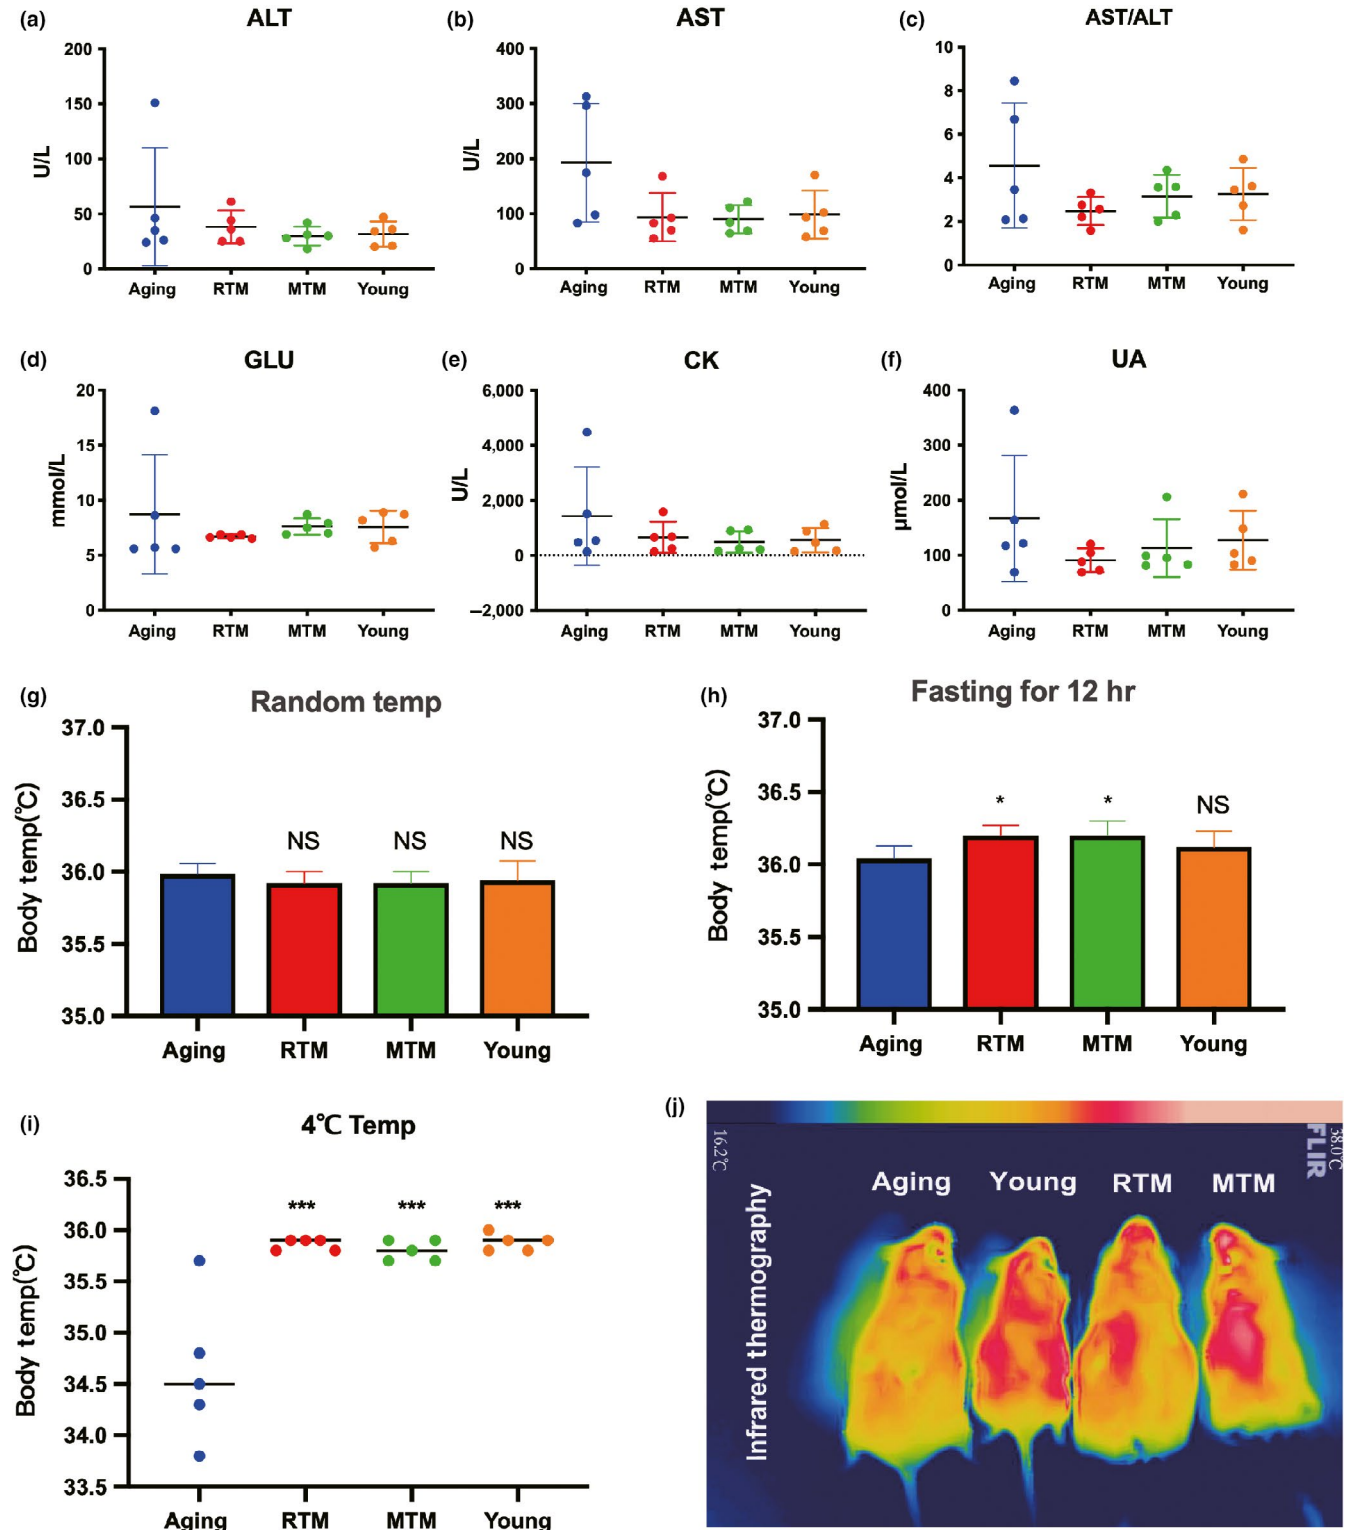 (a) ALT
200
150
100
50
0
U/L
Aging RTM MTM Young
(b) AST
400
300
200
100
0
U/L
Aging RTM MTM Young
(c) AST/ALT
10
8
6
4
2
0
Aging RTM MTM Young
(d) GLU
20
15
10
5
0
mmol/L
Aging RTM MTM Young
(e) CK
6,000
4,000
2,000
0
–2,000
U/L
Aging RTM MTM Young
(f) UA
400
300
200
100
0
μmol/L
Aging RTM MTM Young
(g) Random temp
37.0
36.5
36.0
35.5
35.0
Body temp(℃)
NS NS NS
Aging RTM MTM Young
(h) Fasting for 12 hr
37.0
36.5
36.0
35.5
35.0
Body temp(℃)
* * NS
Aging RTM MTM Young
(i) 4℃ Temp
36.5
36.0
35.5
35.0
34.5
34.0
33.5
Body temp(℃)
*** *** ***
Aging RTM MTM Young
(j)
16.2℃
38.0℃
FLIR
Aging Young RTM MTM
Infrared thermography